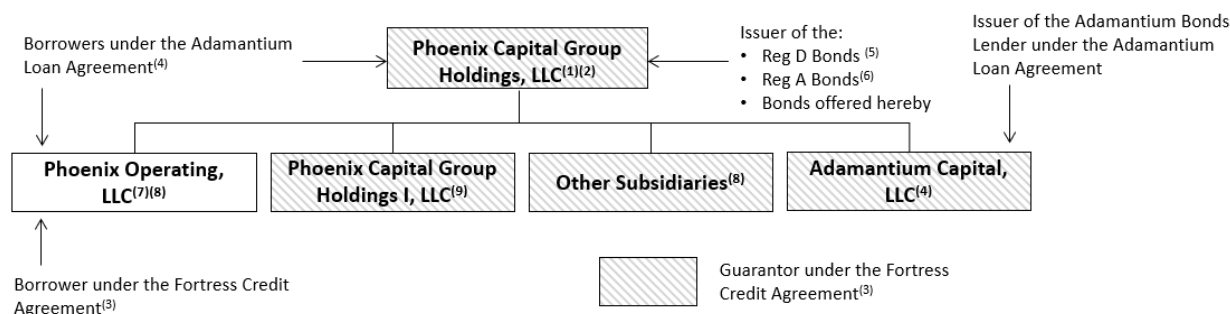 Borrowers under the Adamantium
Loan Agreement(4)
Phoenix Capital Group
Holdings, LLC(1)(2)
Issuer of the:
• Reg D Bonds (5)
• Reg A Bonds(6)
• Bonds offered hereby
Issuer of the Adamantium Bonds
Lender under the Adamantium
Loan Agreement
Phoenix Operating,
LLC(7)(8)
Phoenix Capital Group
Holdings I, LLC(9)
Other Subsidiaries(8)
Adamantium Capital,
LLC(4)
Borrower under the Fortress Credit
Agreement(3)
Guarantor under the Fortress
Credit Agreement(3)